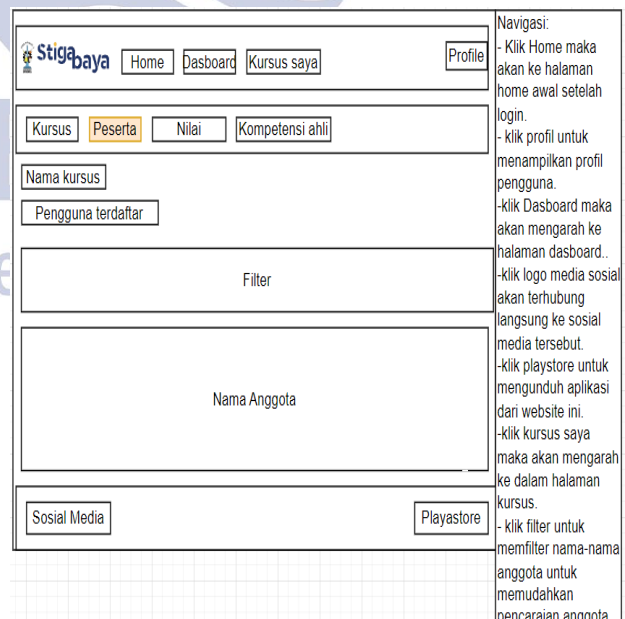 Stigabaya
Home
Dasboard
Kursus saya
Profile
Kursus
Peserta
Nilai
Kompetensi ahli
Nama kursus
Pengguna terdaftar
Filter
Nama Anggota
Sosial Media
Playastore
Navigasi:
- Klik Home maka
akan ke halaman
home awal setelah
login.
- klik profil untuk
menampilkan profil
pengguna.
-klik Dasboard maka
akan mengarah ke
halaman dasboard..
-klik logo media sosial
akan terhubung
langsung ke sosial
media tersebut.
-klik playstore untuk
mengunduh aplikasi
dari website ini.
-klik kursus saya
maka akan mengarah
ke dalam halaman
kursus.
- klik filter untuk
memfilter nama-nama
anggota untuk
memudahkan
pencaraian anggota